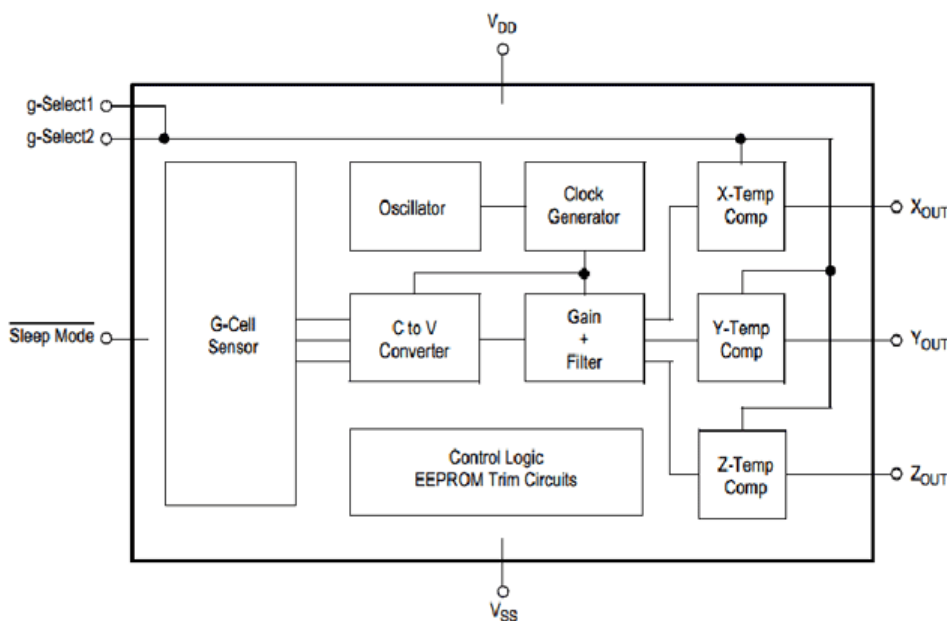 VDD
g-Select1
g-Select2
Oscillator
Clock
Generator
X-Temp
Comp
XOUT
Sleep Mode
G-Cell
Sensor
C to V
Converter
Gain
+
Filter
Y-Temp
Comp
YOUT
Control Logic
EEPROM Trim Circuits
Z-Temp
Comp
ZOUT
VSS